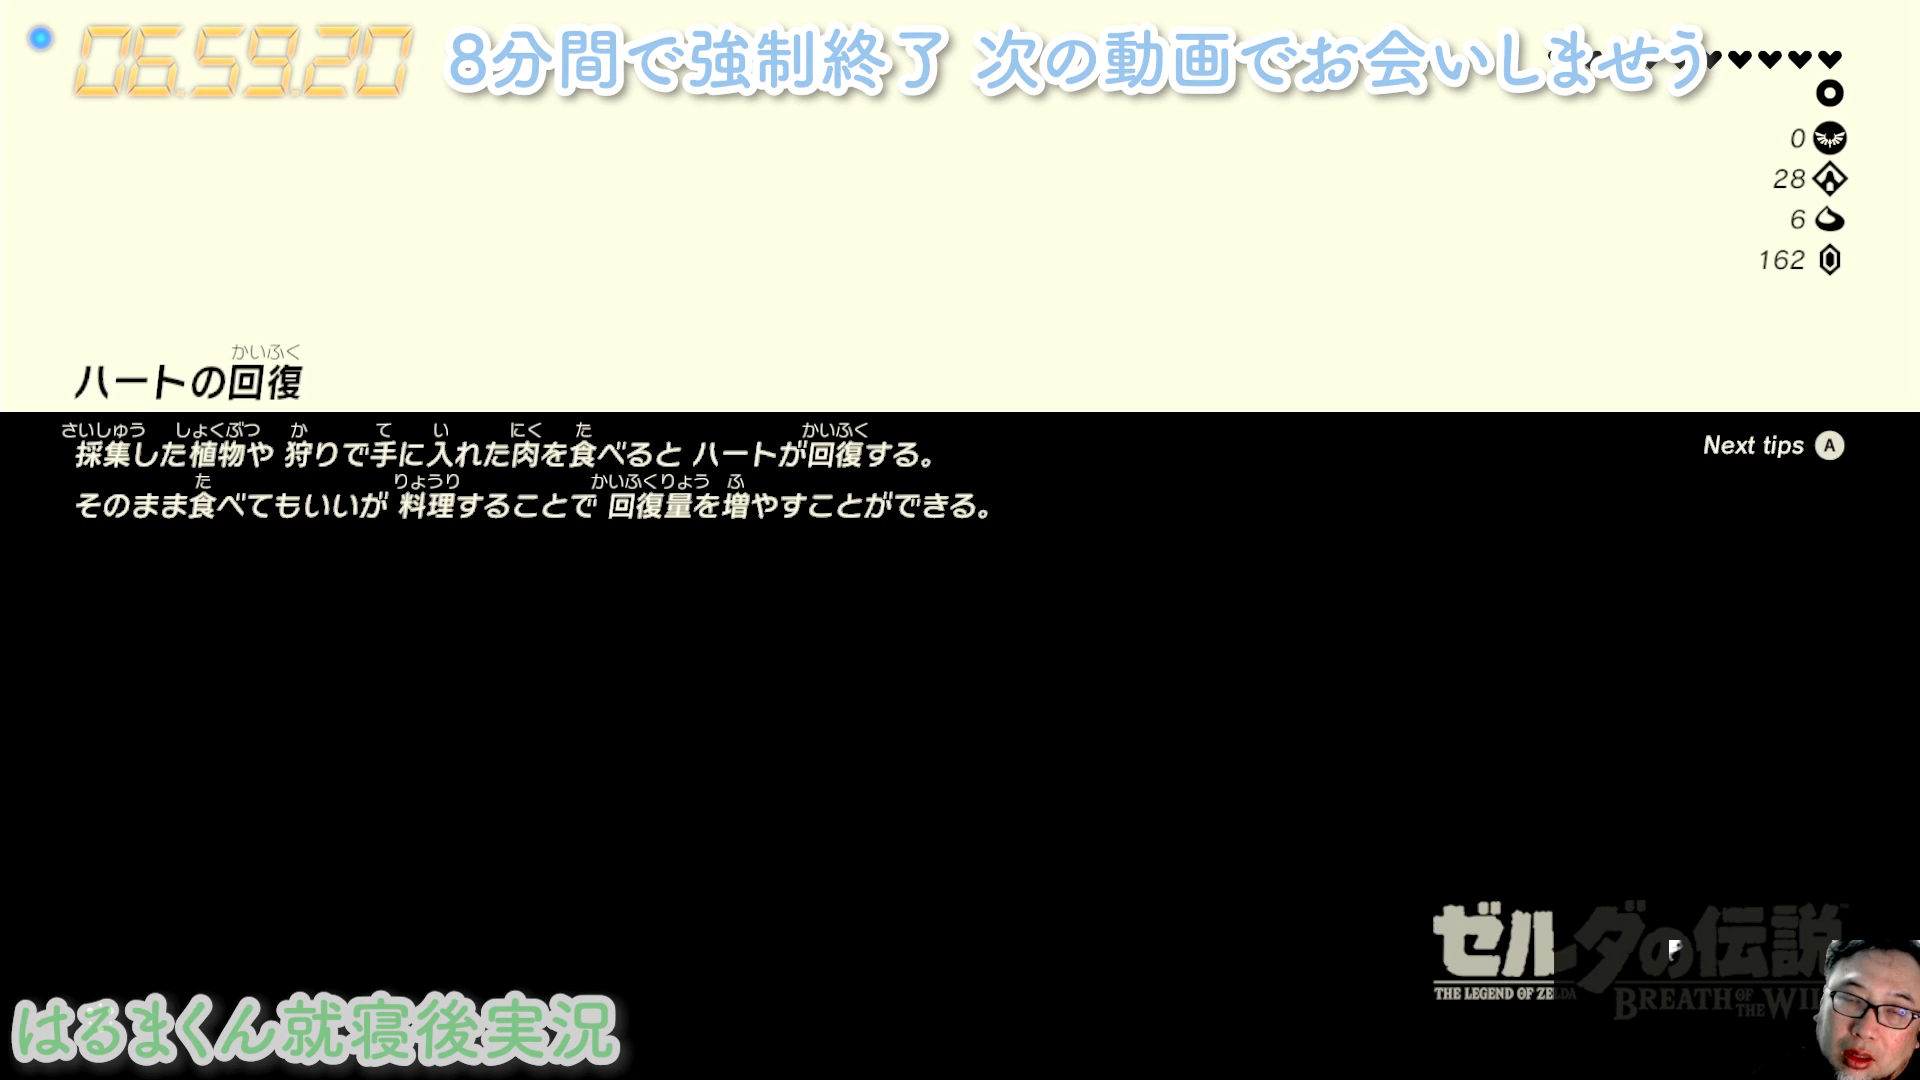 06.59.20
8分間で強制終了 次の動画でお会いしませう
0
28
6
162
かいふく
ハートの回復
さいしゅう しょくぶつ か て い にく た かいふく
採集した植物や 狩りで手に入れた肉を食べると ハートが回復する。
Next tips A
た りょうり かいふくりょう ふ
そのまま食べてもいいが 料理することで 回復量を増やすことができる。
ゼルダの伝説
THE LEGEND OF ZELDA
BREATH OF THE WI
はるまくん就寝後実況